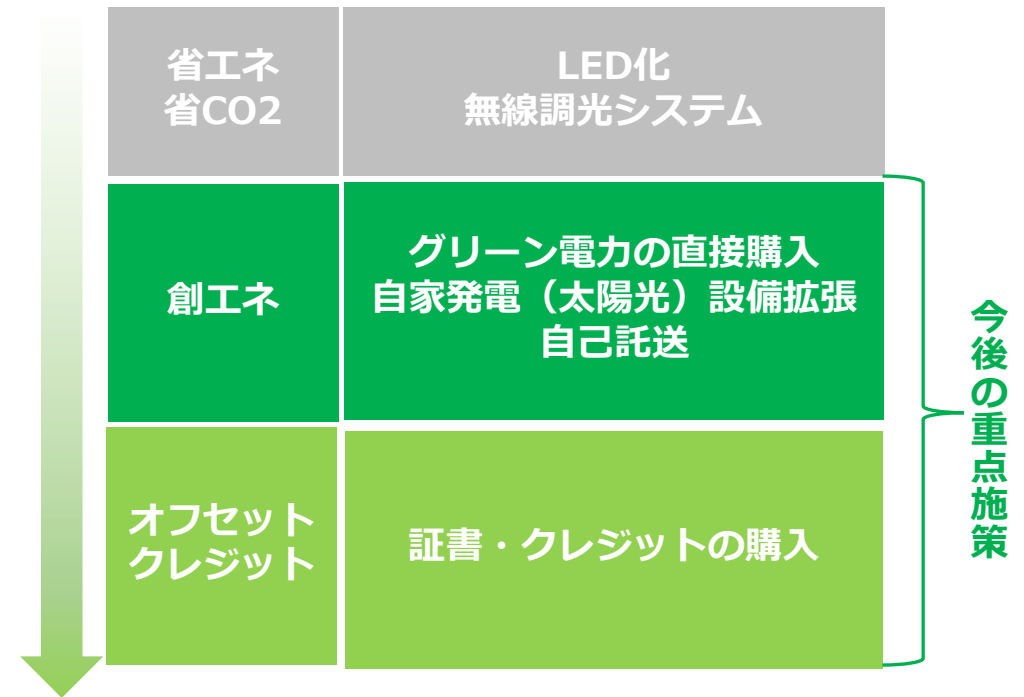 省エネ
省CO2
LED化
無線調光システム
創エネ
グリーン電力の直接購入
自家発電（太陽光）設備拡張
自己託送
オフセット
クレジット
証書・クレジットの購入
今後の重点施策